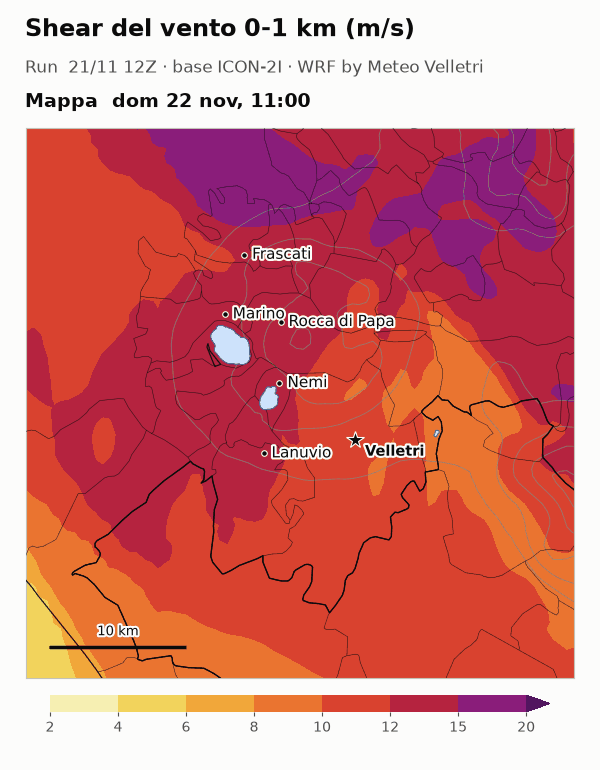 Shear del vento 0-1 km (m/s)
Run  21/11 12Z · base ICON-2I · WRF by Meteo Velletri
Mappa  dom 22 nov, 11:00
Frascati
Marino
Rocca di Papa
Nemi
Velletri
Lanuvio
10 km
2 4 6 8 10 12 15 20